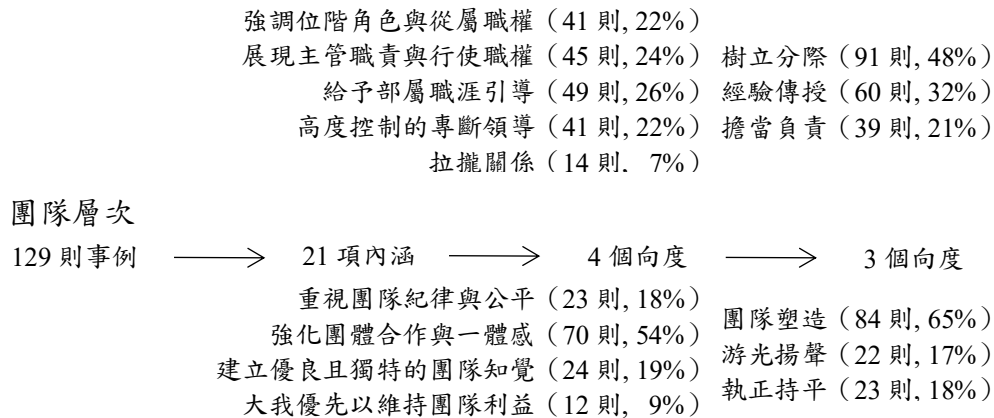 強調位階角色與從屬職權（41 則, 22%）
展現主管職責與行使職權（45 則, 24%） 樹立分際（91 則, 48%）
給予部屬職涯引導（49 則, 26%） 經驗傳授（60 則, 32%）
高度控制的專斷領導（41 則, 22%） 擔當負責（39 則, 21%）
拉攏關係（14 則, 7%）
團隊層次
129 則事例 → 21 項內涵 → 4 個向度 → 3 個向度
重視團隊紀律與公平（23 則, 18%）
強化團體合作與一體感（70 則, 54%） 團隊塑造（84 則, 65%）
建立優良且獨特的團隊知覺（24 則, 19%） 游光揚聲（22 則, 17%）
大我優先以維持團隊利益（12 則, 9%） 執正持平（23 則, 18%）